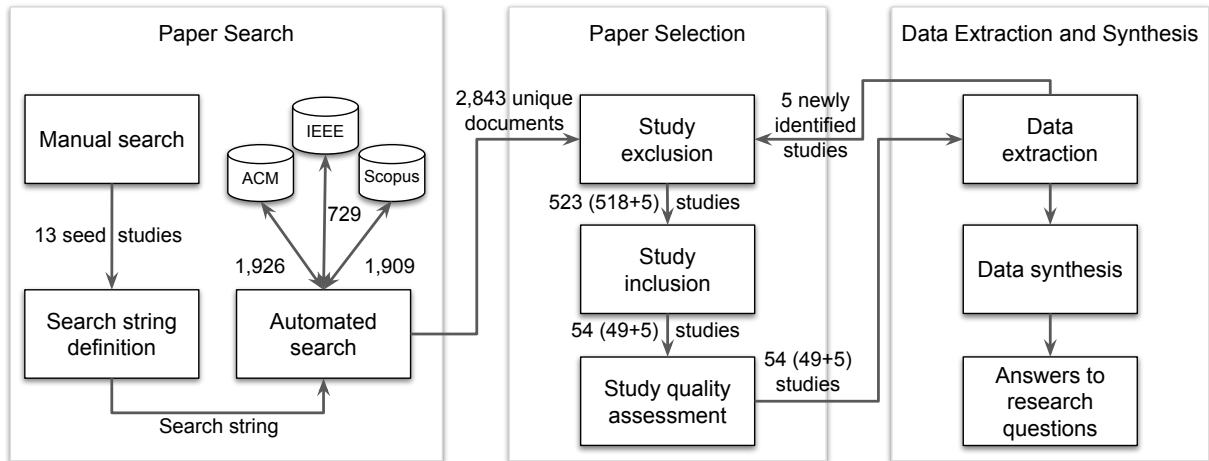 Paper Search
Manual search
ACM
IEEE
Scopus
13 seed studies
1,926
729
1,909
Search string
definition
Automated
search
Search string
2,843 unique
documents
Paper Selection
Study
exclusion
523 (518+5) studies
Study
inclusion
54 (49+5) studies
Study quality
assessment
54 (49+5)
studies
Data Extraction and Synthesis
5 newly
identified
studies
Data
extraction
Data synthesis
Answers to
research
questions